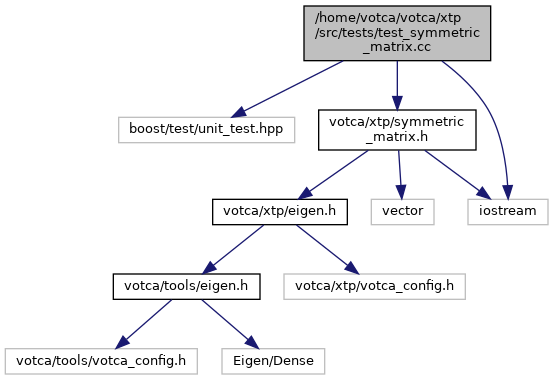 /home/votca/votca/xtp
/src/tests/test_symmetric
_matrix.cc
boost/test/unit_test.hpp
votca/xtp/symmetric
_matrix.h
votca/xtp/eigen.h
vector
iostream
votca/tools/eigen.h
votca/xtp/votca_config.h
votca/tools/votca_config.h
Eigen/Dense